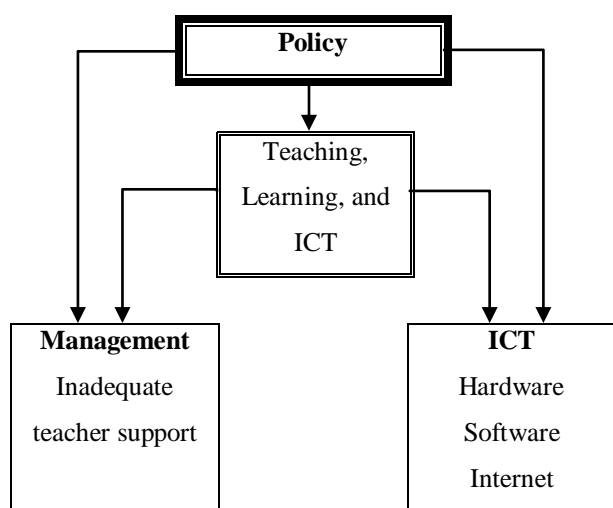 Policy
Teaching,
Learning, and
ICT
Management
Inadequate
teacher support
ICT
Hardware
Software
Internet